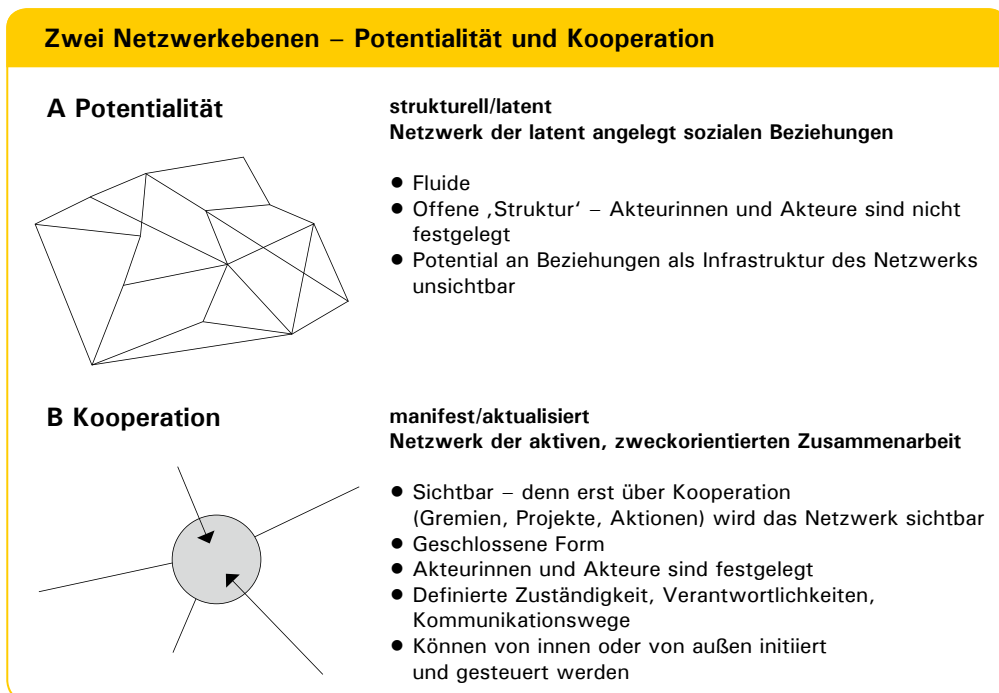 Zwei Netzwerkebenen – Potentialität und Kooperation
A Potentialität
strukturell/latent
Netzwerk der latent angelegt sozialen Beziehungen
● Fluide
● Offene ‚Struktur‘ – Akteurinnen und Akteure sind nicht
festgelegt
● Potential an Beziehungen als Infrastruktur des Netzwerks
unsichtbar
B Kooperation
manifest/aktualisiert
Netzwerk der aktiven, zweckorientierten Zusammenarbeit
● Sichtbar – denn erst über Kooperation
(Gremien, Projekte, Aktionen) wird das Netzwerk sichtbar
● Geschlossene Form
● Akteurinnen und Akteure sind festgelegt
● Definierte Zuständigkeit, Verantwortlichkeiten,
Kommunikationswege
● Können von innen oder von außen initiiert
und gesteuert werden